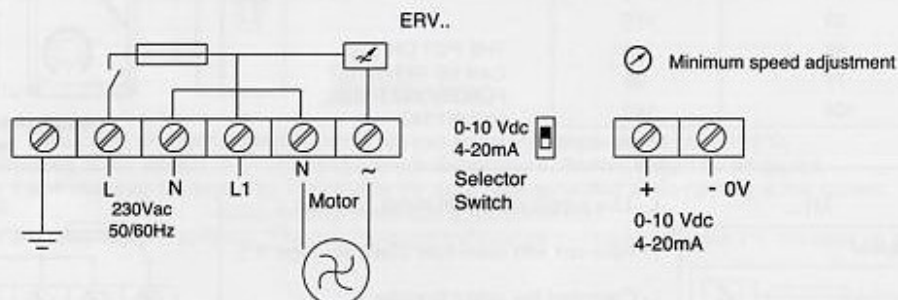 ERV..
Minimum speed adjustment
0-10 Vdc
4-20mA
Selector
Switch
L
N
L1
N
~
230Vac
50/60Hz
Motor
+
- 0V
0-10 Vdc
4-20mA